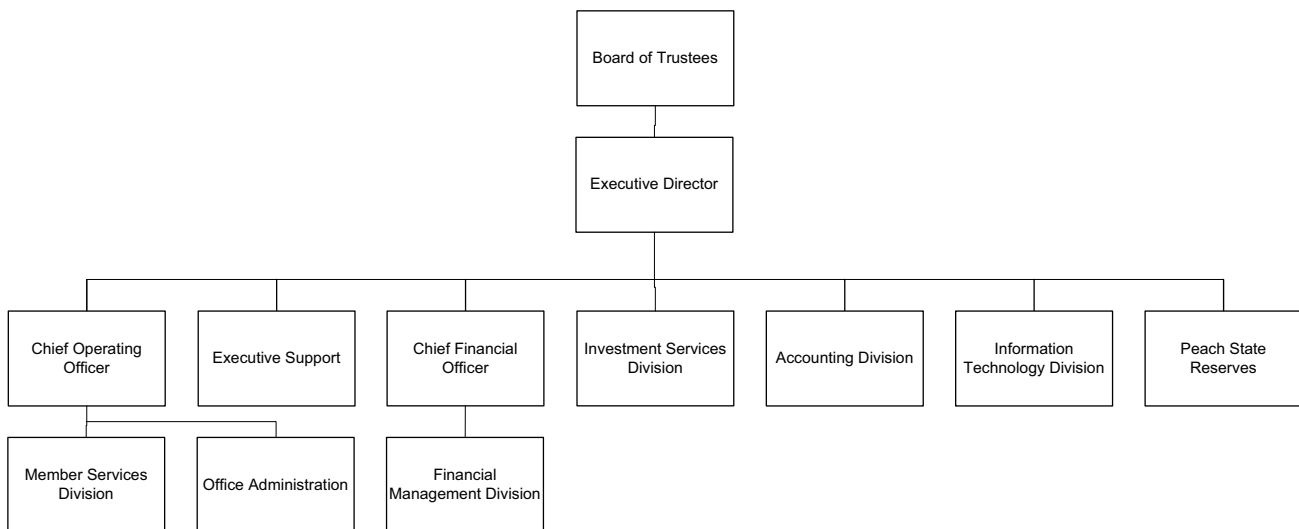 Board of Trustees
Executive Director
Chief Operating
Officer
Executive Support
Chief Financial
Officer
Investment Services
Division
Accounting Division
Information
Technology Division
Peach State
Reserves
Member Services
Division
Office Administration
Financial
Management Division